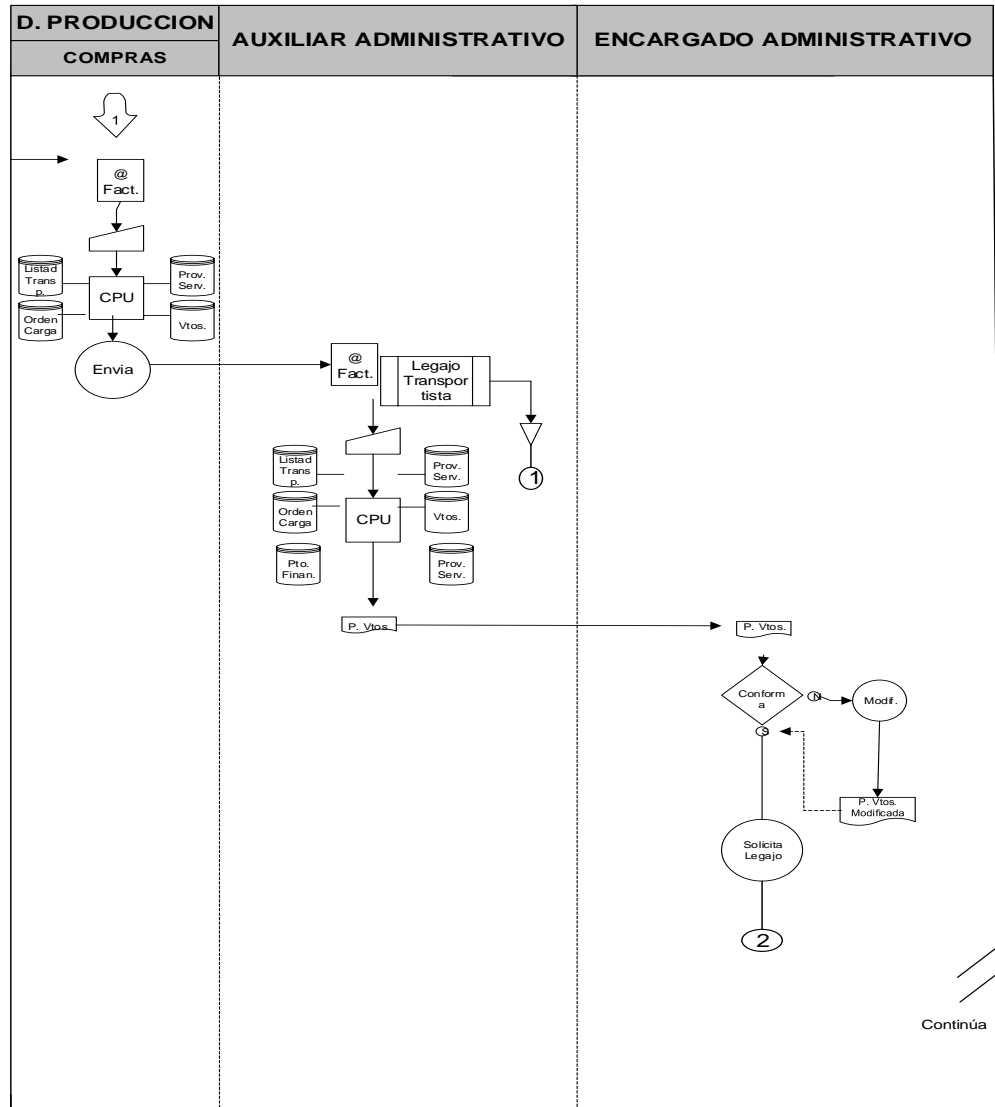 D. PRODUCCION
COMPRAS
AUXILIAR ADMINISTRATIVO
ENCARGADO ADMINISTRATIVO
1
@
Fact.
Listad
Trans
p.
Prov.
Serv.
CPU
Orden
Carga
Vtos.
Envia
@
Fact.
Legajo
Transpor
tista
1
Listad
Trans
p.
Prov.
Serv.
Orden
Carga
CPU
Vtos.
Pto.
Finan.
Prov.
Serv.
P. Vtos.
P. Vtos.
Conform
a
N
Modif.
S
P. Vtos.
Modificada
Solicita
Legajo
2
Continúa